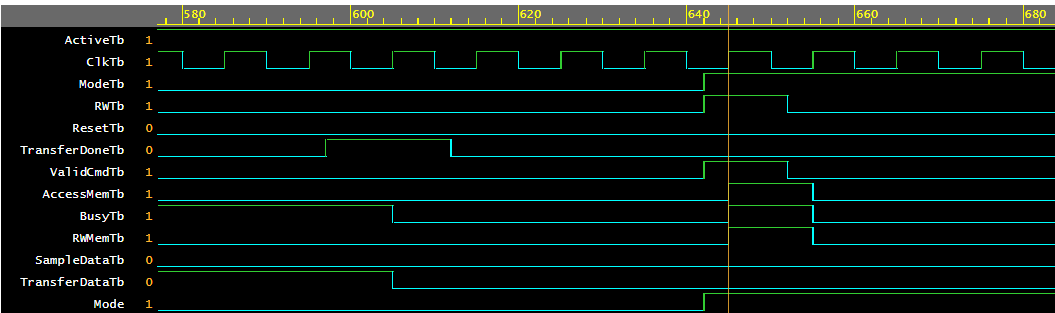 580 600 620 640 660 680
ActiveTb 1
ClkTb 1
ModeTb 1
RWTb 1
ResetTb 0
TransferDoneTb 0
ValidCmdTb 1
AccessMemTb 1
BusyTb 1
RWMemTb 1
SampleDataTb 0
TransferDataTb 0
Mode 1